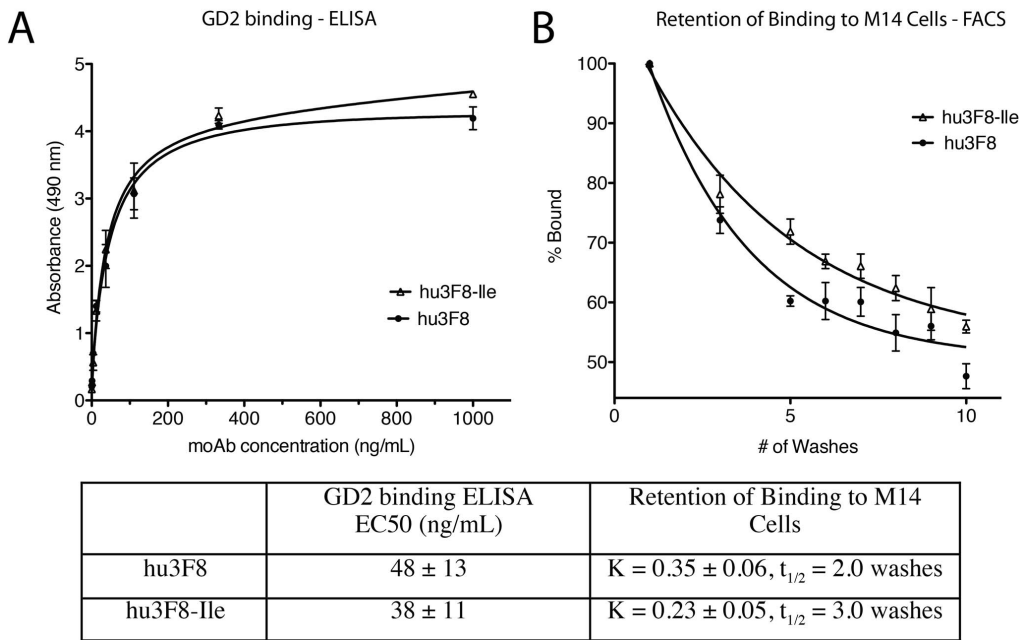 A
GD2 binding - ELISA
Absorbance (490 nm)
5
4
3
2
1
0
0 200 400 600 800 1000
moAb concentration (ng/mL)
hu3F8-Ile
hu3F8
B
Retention of Binding to M14 Cells - FACS
% Bound
100
90
80
70
60
50
0 5 10
# of Washes
hu3F8-Ile
hu3F8
GD2 binding ELISA
EC50 (ng/mL)
Retention of Binding to M14
Cells
hu3F8
48 ± 13
K = 0.35 ± 0.06, t1/2 = 2.0 washes
hu3F8-Ile
38 ± 11
K = 0.23 ± 0.05, t1/2 = 3.0 washes